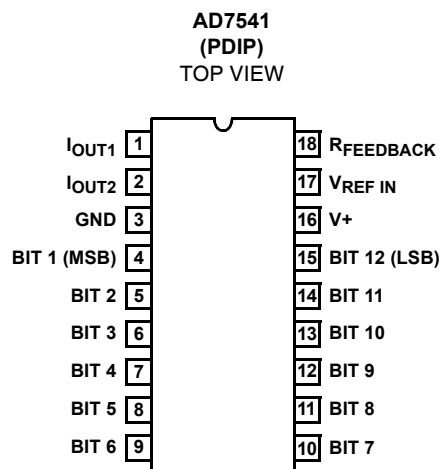 AD7541
(PDIP)
TOP VIEW
IOUT1 1 18 RFEEDBACK
IOUT2 2 17 VREF IN
GND 3 16 V+
BIT 1 (MSB) 4 15 BIT 12 (LSB)
BIT 2 5 14 BIT 11
BIT 3 6 13 BIT 10
BIT 4 7 12 BIT 9
BIT 5 8 11 BIT 8
BIT 6 9 10 BIT 7